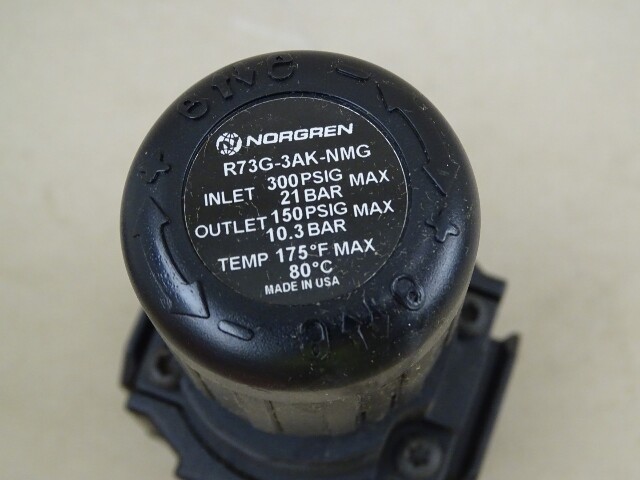 NORGREN
R73G-3AK-NMG
INLET 300 PSIG MAX
21 BAR
OUTLET 150 PSIG MAX
10.3 BAR
TEMP 175°F MAX
80°C
MADE IN USA
+
-
+
-